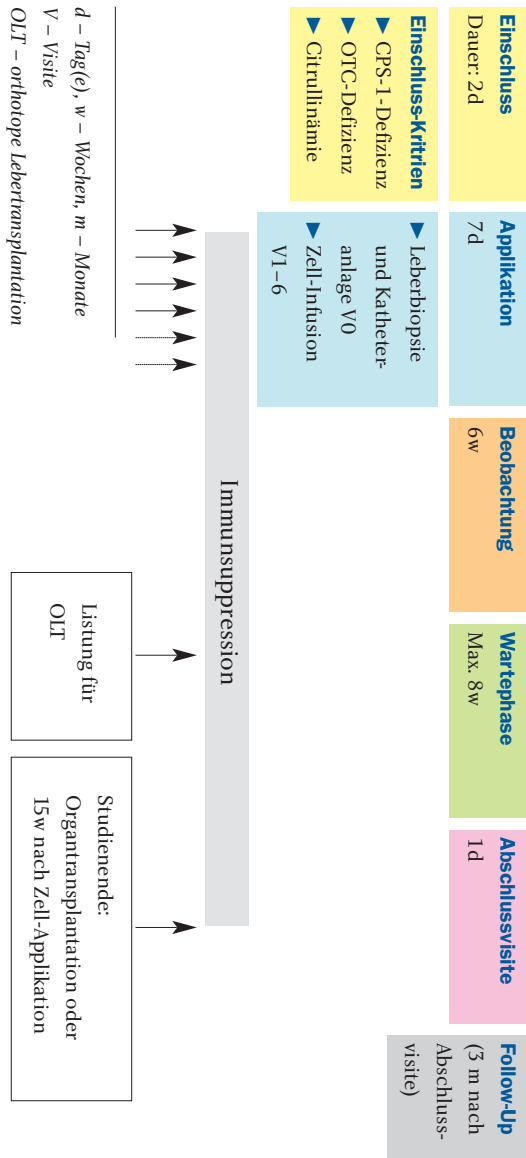 Einschluss
Dauer: 2d
Applikation
7d
Beobachtung
6w
Wartephase
Max. 8w
Abschlussvisite
1d
Follow-Up
(3 m nach
Abschluss-
visite)
Einschluss-Kritrien
► CPS-1-Defizienz
► OTC-Defizienz
► Citrullinämie
► Leberbiopsie
und Katheter-
anlage V0
► Zell-Infusion
V1–6
Immunsuppression
Listung für
OLT
Studienende:
Organtransplantation oder
15w nach Zell-Applikation
d – Tag(e), w – Wochen, m – Monate
V – Visite
OLT – orthotope Lebertransplantation